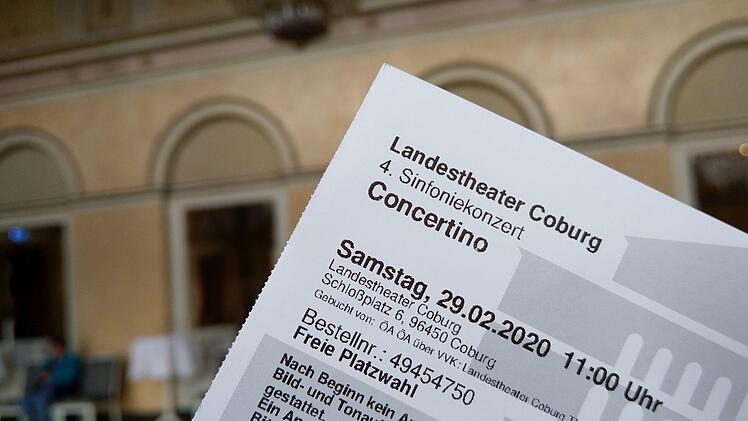 Landestheater Coburg
4. Sinfoniekonzert
Concertino
Samstag, 29.02.2020 11:00 Uhr
Landestheater Coburg
Schloßplatz 6, 96450 Coburg
Gebucht von: ÖA ÖA über VVK: Landestheater Coburg
Bestellnr.: 49454750
Freie Platzwahl
Nach Beginn kein
Bild- und
gestattet.
Ein